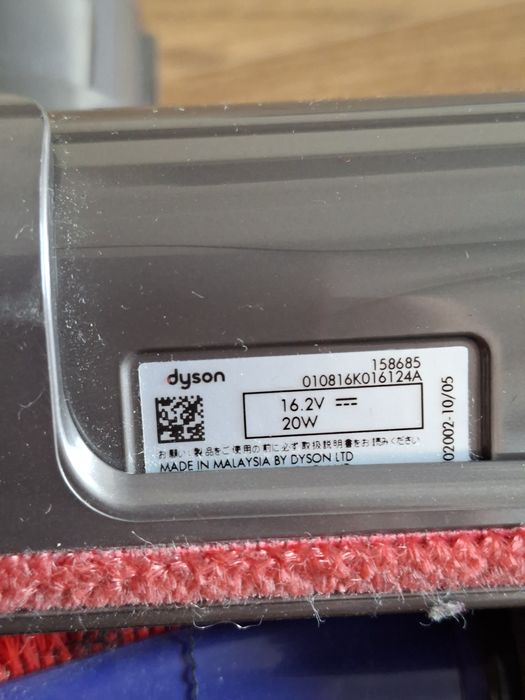 dyson
158685
010816K016124A
16.2V
20W
お願い:製品をご使用の前に必ず取扱説明書をお読みください
MADE IN MALAYSIA BY DYSON LTD
02002-10/05